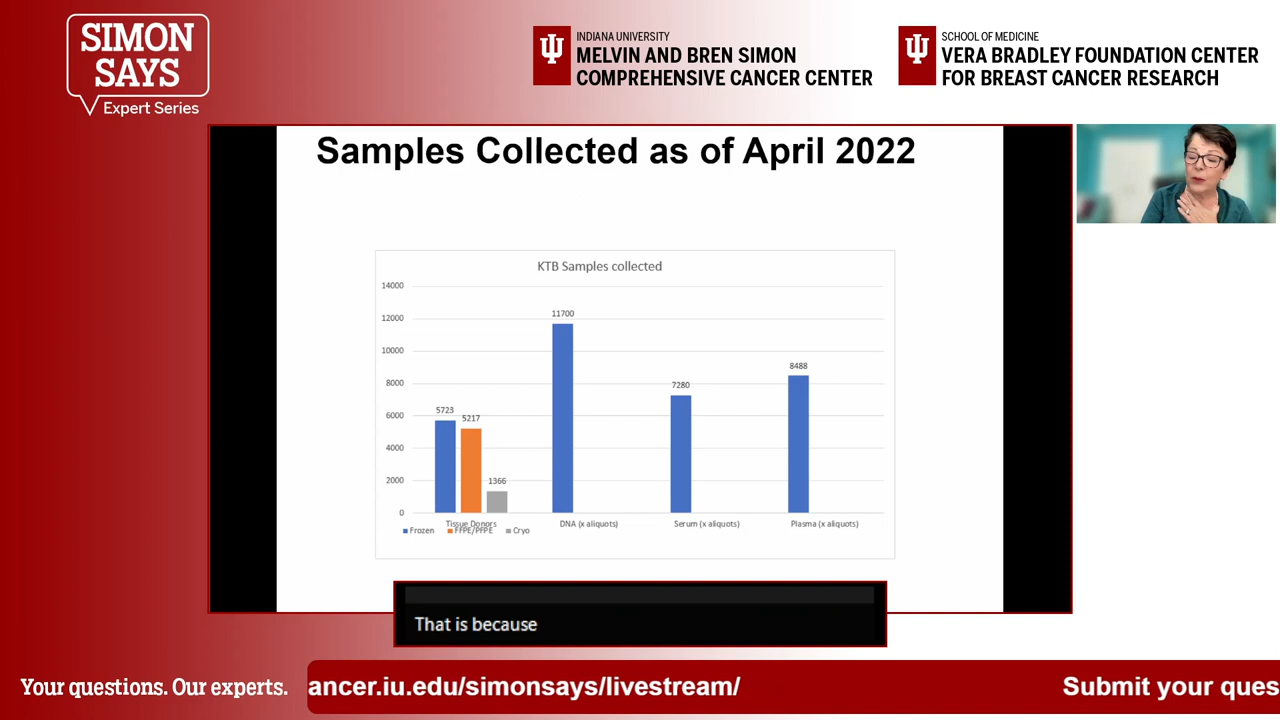 SIMON
SAYS
Expert Series
INDIANA UNIVERSITY
MELVIN AND BREN SIMON
COMPREHENSIVE CANCER CENTER
SCHOOL OF MEDICINE
VERA BRADLEY FOUNDATION CENTER
FOR BREAST CANCER RESEARCH
Samples Collected as of April 2022
KTB Samples collected
14000
12000
10000
8000
6000
4000
2000
0
5723
5217
1366
11700
7280
8488
Tissue Donors
DNA (x aliquots)
Serum (x aliquots)
Plasma (x aliquots)
Frozen
FFPE/PFPE
Cryo
That is because
Your questions. Our experts.
ancer.iu.edu/simonsays/livestream/
Submit your ques